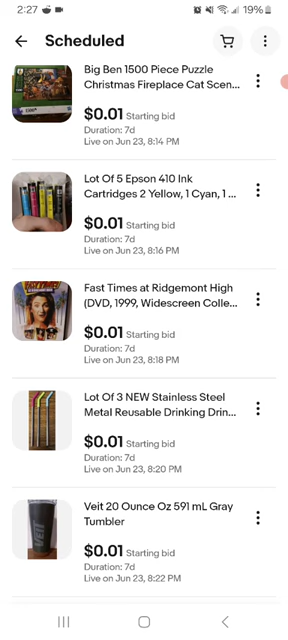 2:27
19%
Scheduled
Big Ben 1500 Piece Puzzle
Christmas Fireplace Cat Scen...
$0.01 Starting bid
Duration: 7d
Live on Jun 23, 8:14 PM
Lot Of 5 Epson 410 Ink
Cartridges 2 Yellow, 1 Cyan, 1 ...
$0.01 Starting bid
Duration: 7d
Live on Jun 23, 8:16 PM
Fast Times at Ridgemont High
(DVD, 1999, Widescreen Colle...
$0.01 Starting bid
Duration: 7d
Live on Jun 23, 8:18 PM
Lot Of 3 NEW Stainless Steel
Metal Reusable Drinking Drin...
$0.01 Starting bid
Duration: 7d
Live on Jun 23, 8:20 PM
Veit 20 Ounce Oz 591 mL Gray
Tumbler
$0.01 Starting bid
Duration: 7d
Live on Jun 23, 8:22 PM